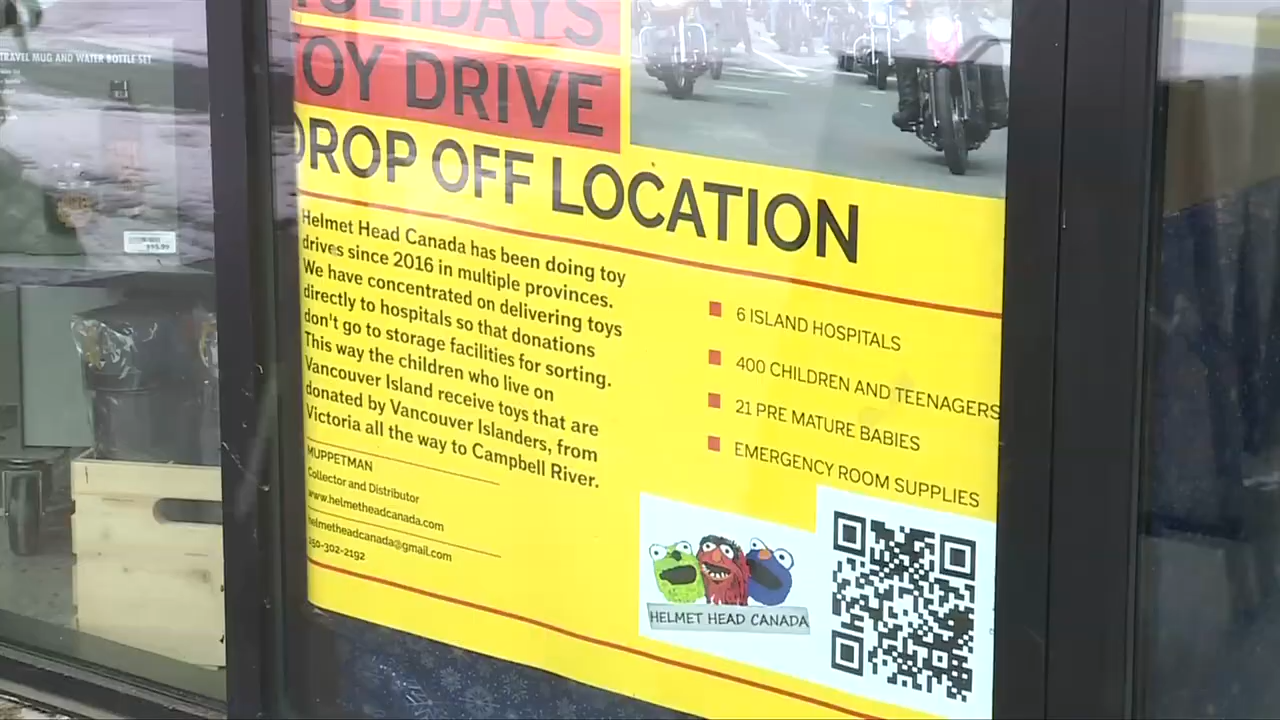 TRAVEL MUG AND WATER BOTTLE SET
HOLIDAYS
OY DRIVE
DROP OFF LOCATION
Helmet Head Canada has been doing toy
drives since 2016 in multiple provinces.
We have concentrated on delivering toys
directly to hospitals so that donations
don't go to storage facilities for sorting.
This way the children who live on
Vancouver Island receive toys that are
donated by Vancouver Islanders, from
Victoria all the way to Campbell River.
MUPPETMAN
Collector and Distributor
www.helmetheadcanada.com
helmetheadcanada@gmail.com
250-302-2192
6 ISLAND HOSPITALS
400 CHILDREN AND TEENAGERS
21 PRE MATURE BABIES
EMERGENCY ROOM SUPPLIES
HELMET HEAD CANADA